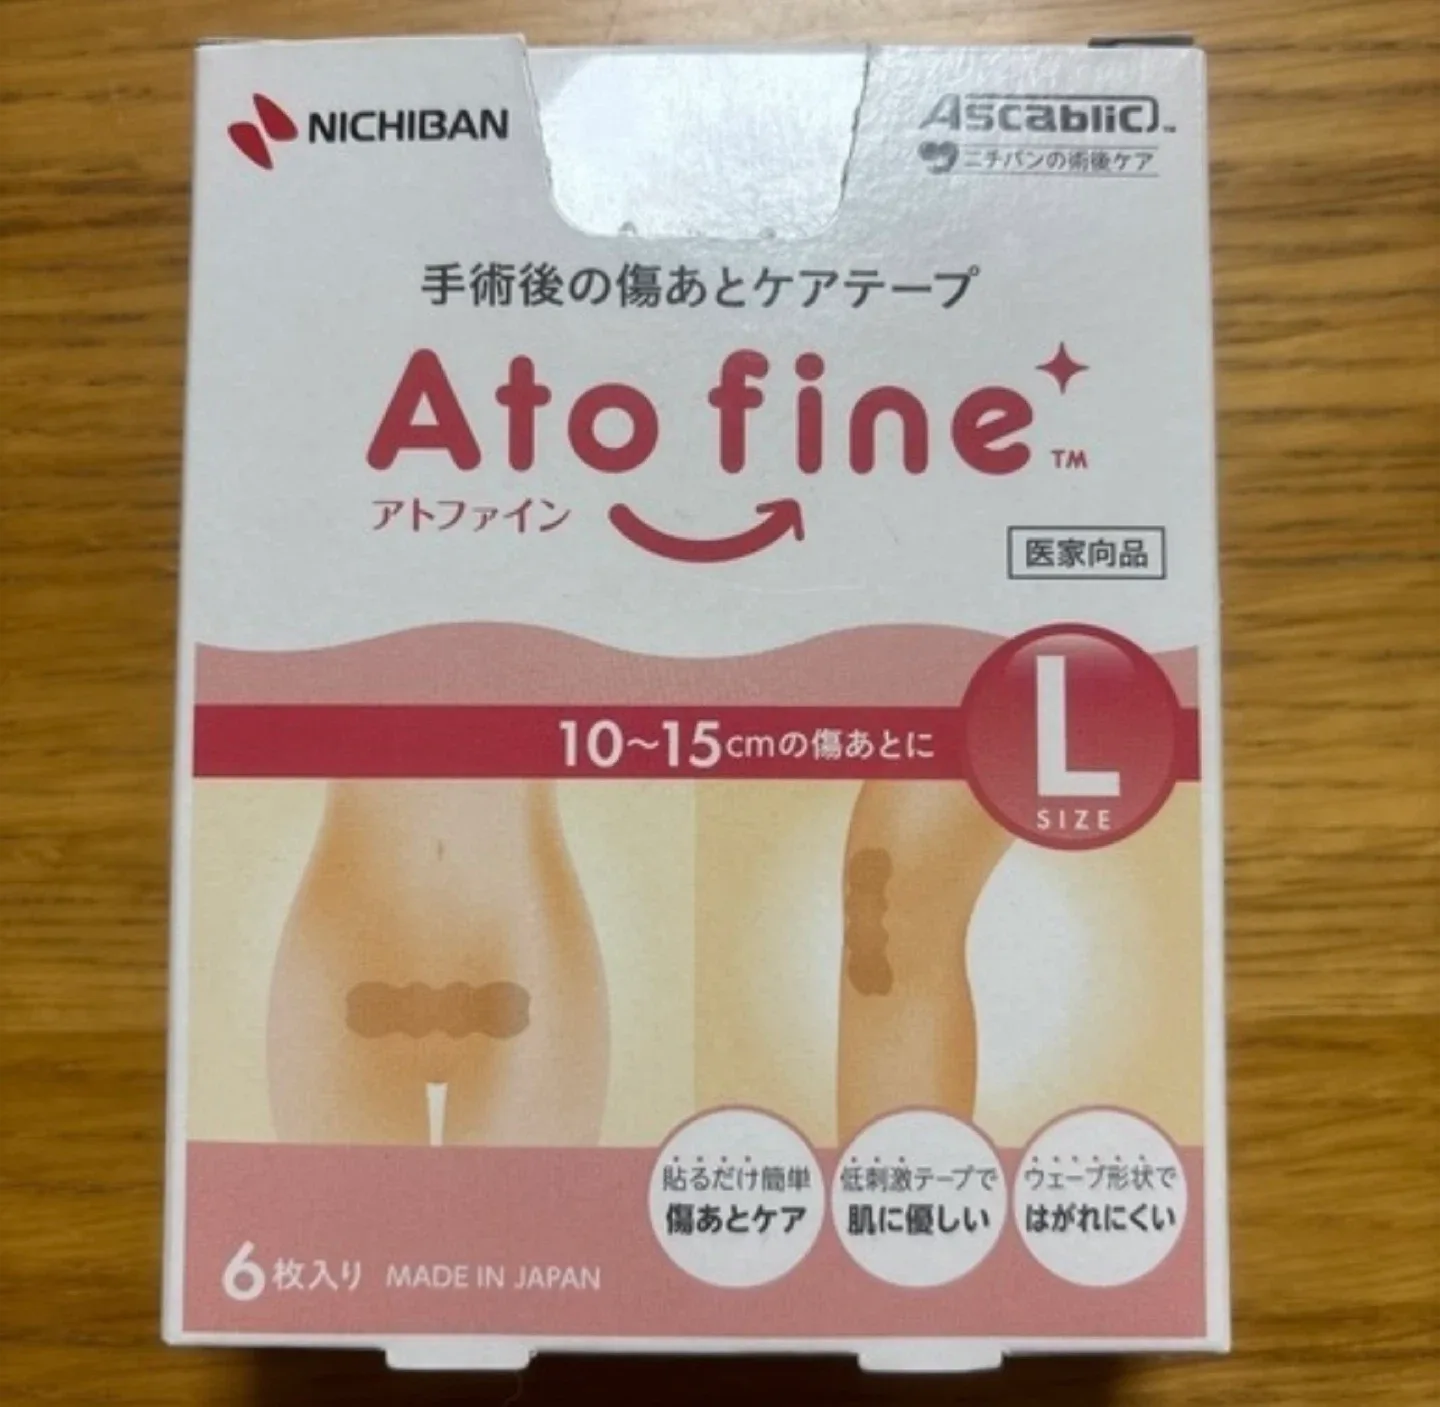 NICHIBAN
Ascablic™
ニチバンの術後ケア
手術後の傷あとケアテープ
Ato fine™
アトファイン
医家向品
10~15cmの傷あとに
L
SIZE
貼るだけ簡単
傷あとケア
低刺激テープで
肌に優しい
ウェーブ形状で
はがれにくい
6枚入り MADE IN JAPAN